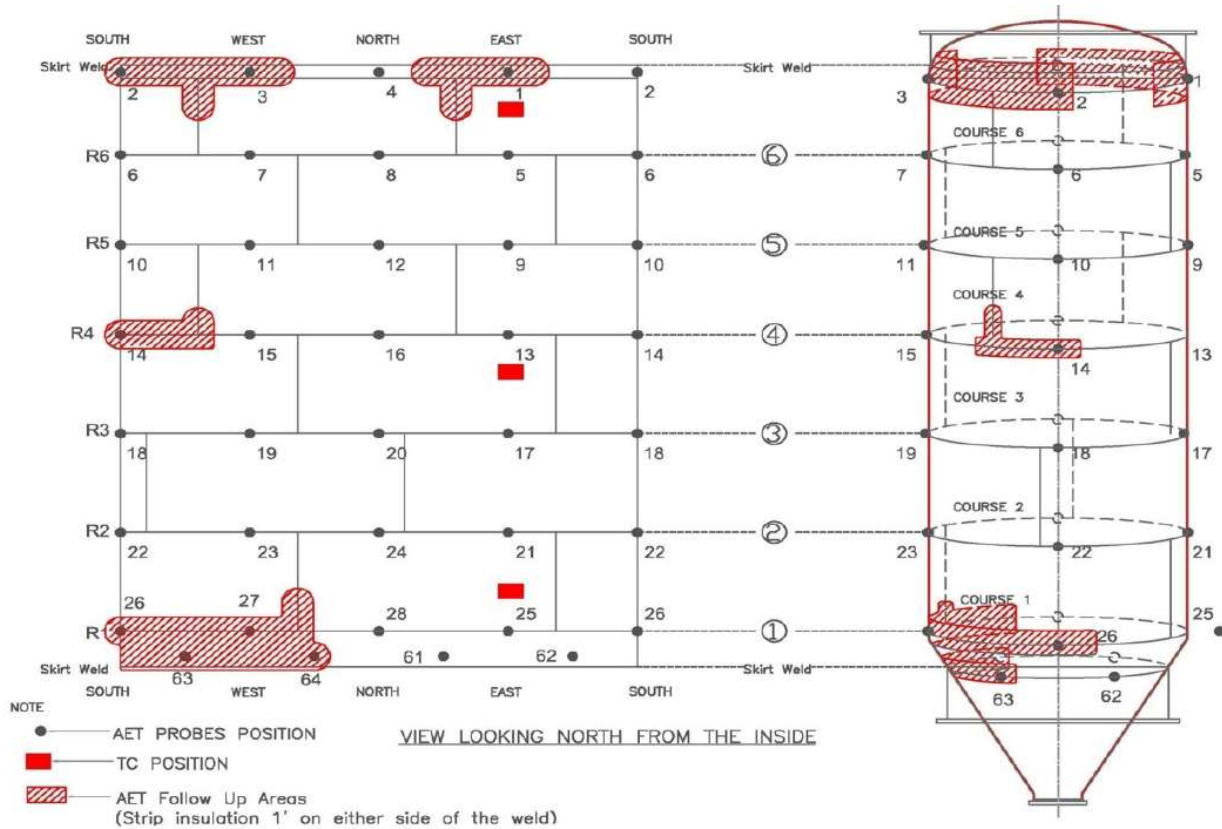 SOUTH WEST NORTH EAST SOUTH
Skirt Weld Skirt Weld
2 3 4 1 2 3 2 1
COURSE 6
R6 ⑥
6 7 8 5 6 7 6 5
COURSE 5
R5 ⑤
10 11 12 9 10 11 10 9
COURSE 4
R4 ④
14 15 16 13 14 15 14 13
COURSE 3
R3 ③
18 19 20 17 18 19 18 17
COURSE 2
R2 ②
22 23 24 21 22 23 22 21
COURSE 1
26 27 28 25 26 26 25
R1 ①
61 62
Skirt Weld Skirt Weld
63 64 63 62
SOUTH WEST NORTH EAST SOUTH
NOTE
AET PROBES POSITION
VIEW LOOKING NORTH FROM THE INSIDE
TC POSITION
AET Follow Up Areas
(Strip insulation 1' on either side of the weld)